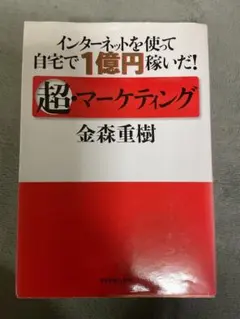 インターネットを使って
自宅で1億円稼いだ!
超・マーケティング
金森重樹